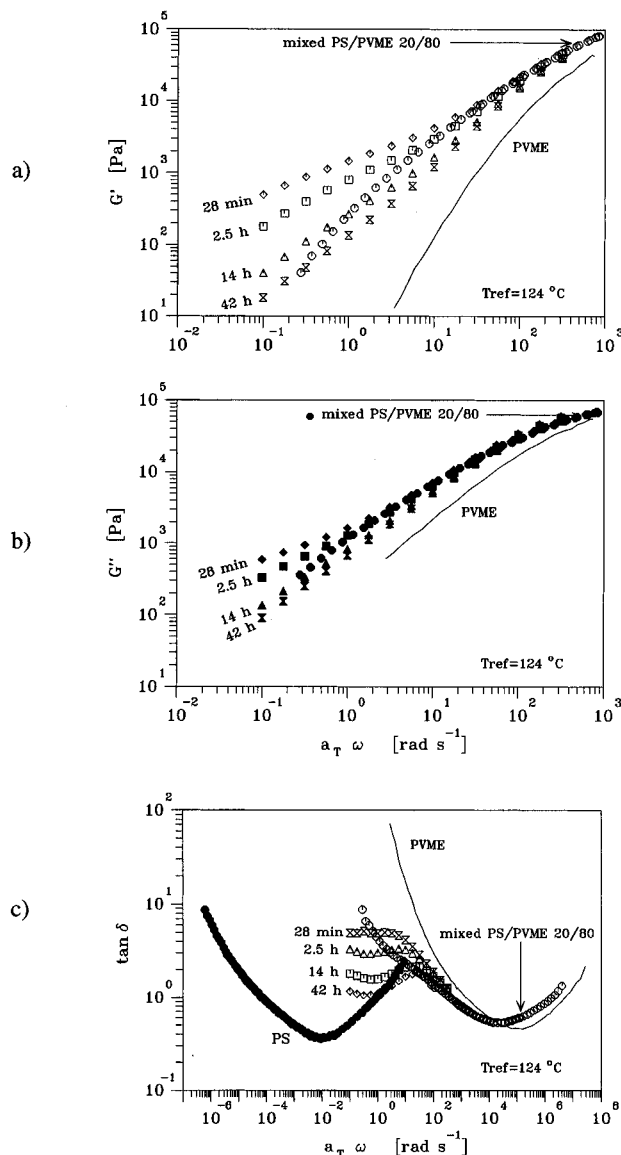 a)
G' [Pa]
10^5
10^4
10^3
10^2
10^1
mixed PS/PVME 20/80
PVME
28 min
2.5 h
14 h
42 h
Tref=124 °C
10^-2 10^-1 10^0 10^1 10^2 10^3
b)
G" [Pa]
10^5
10^4
10^3
10^2
10^1
mixed PS/PVME 20/80
PVME
28 min
2.5 h
14 h
42 h
Tref=124 °C
10^-2 10^-1 10^0 10^1 10^2 10^3
a_T ω [rad s^-1]
c)
tan δ
10^2
10^1
10^0
10^-1
PVME
mixed PS/PVME 20/80
28 min
2.5 h
14 h
42 h
PS
Tref=124 °C
10^-6 10^-4 10^-2 10^0 10^2 10^4 10^6 10^8
a_T ω [rad s^-1]